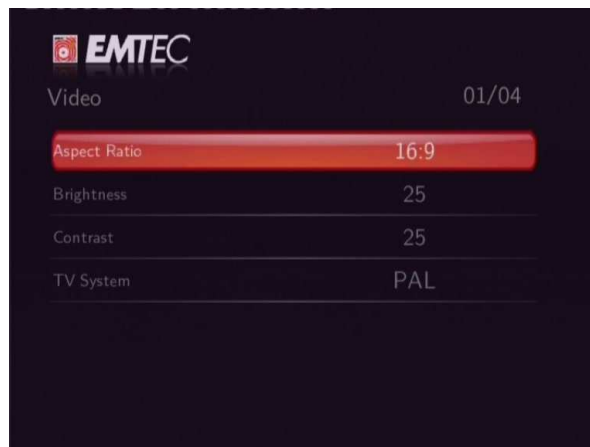 EMTEC
Video 01/04
Aspect Ratio 16:9
Brightness 25
Contrast 25
TV System PAL